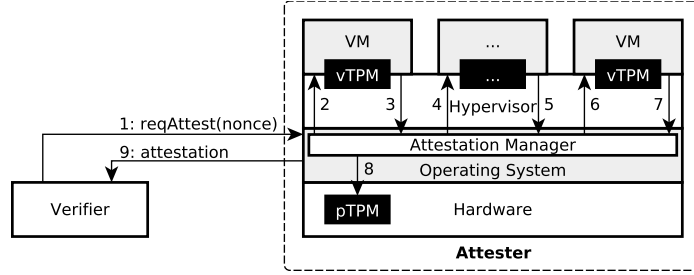 VM
...
VM
vTPM
...
vTPM
2
3
4
Hypervisor
5
6
7
1: reqAttest(nonce)
Attestation Manager
9: attestation
8
Operating System
Verifier
pTPM
Hardware
Attester